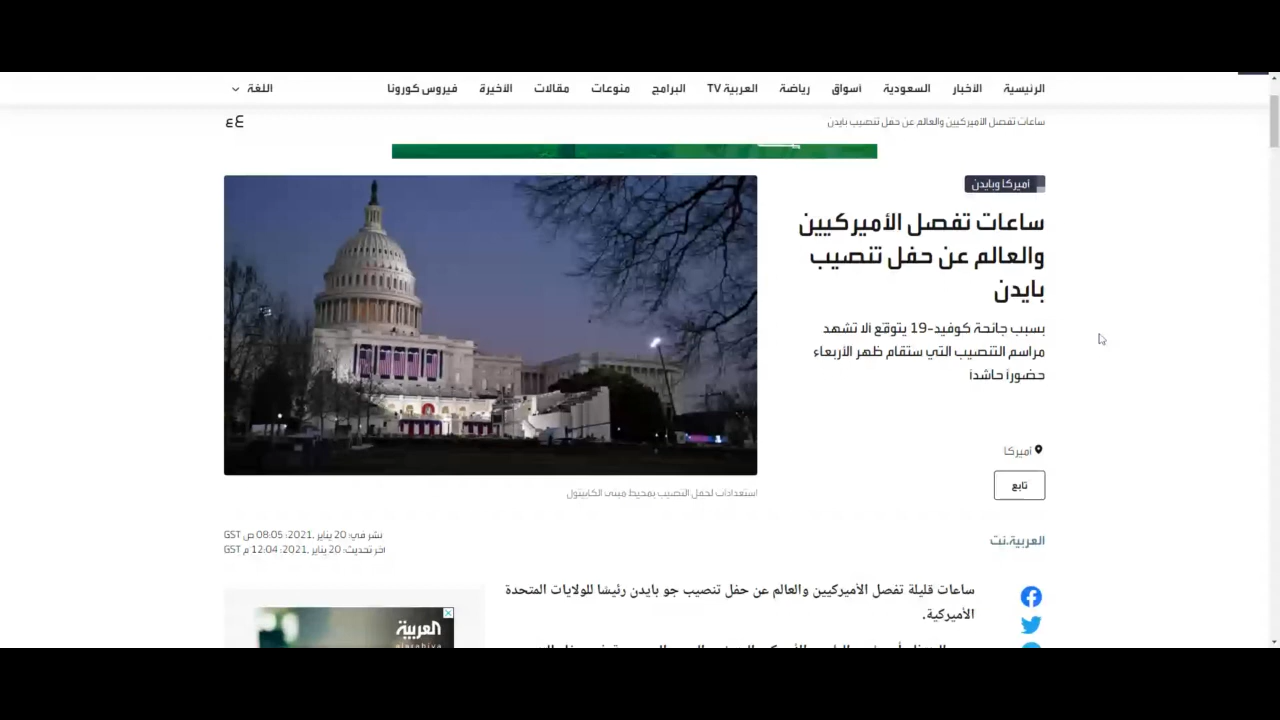 الرئيسية الأخبار السعودية أسواق رياضة العربية TV البرامج منوعات مقالات الأخيرة فيروس كورونا اللغة
ساعات تفصل الأميركيين والعالم عن حفل تنصيب بايدن
ع ع
أميركا وبايدن
ساعات تفصل الأميركيين
والعالم عن حفل تنصيب
بايدن
بسبب جائحة كوفيد-19 يتوقع ألا تشهد
مراسم التنصيب التي ستقام ظهر الأربعاء
حضوراً حاشداً
أميركا
تابع
استعدادات لحفل التنصيب بمحيط مبنى الكابيتول
العربية.نت
نشر في: 20 يناير ,2021: 08:05 ص GST
آخر تحديث: 20 يناير ,2021: 12:04 م GST
ساعات قليلة تفصل الأميركيين والعالم عن حفل تنصيب جو بايدن رئيسًا للولايات المتحدة
الأميركية.
العربية